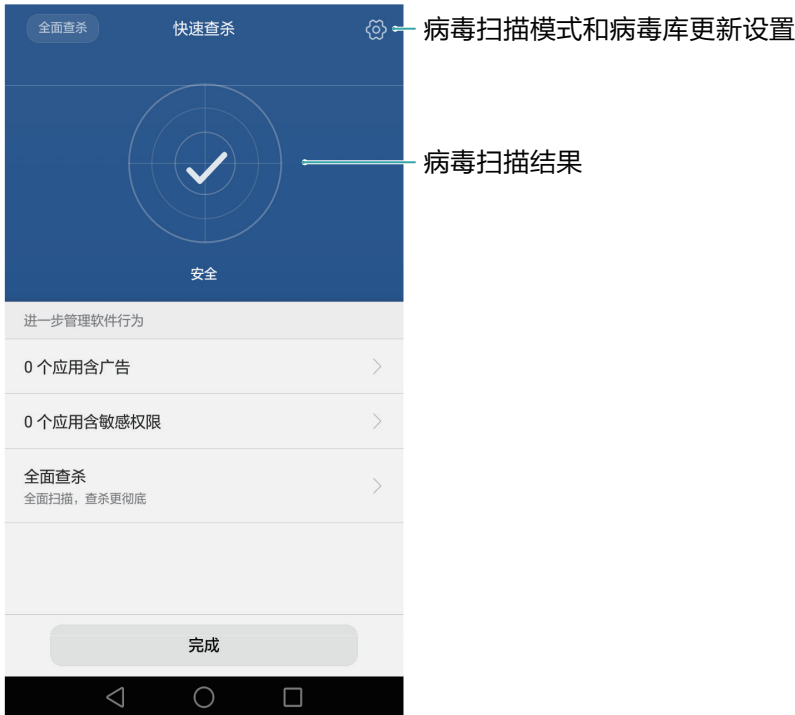 全面查杀
快速查杀
病毒扫描模式和病毒库更新设置
病毒扫描结果
安全
进一步管理软件行为
0 个应用含广告
0 个应用含敏感权限
全面查杀
全面扫描，查杀更彻底
完成